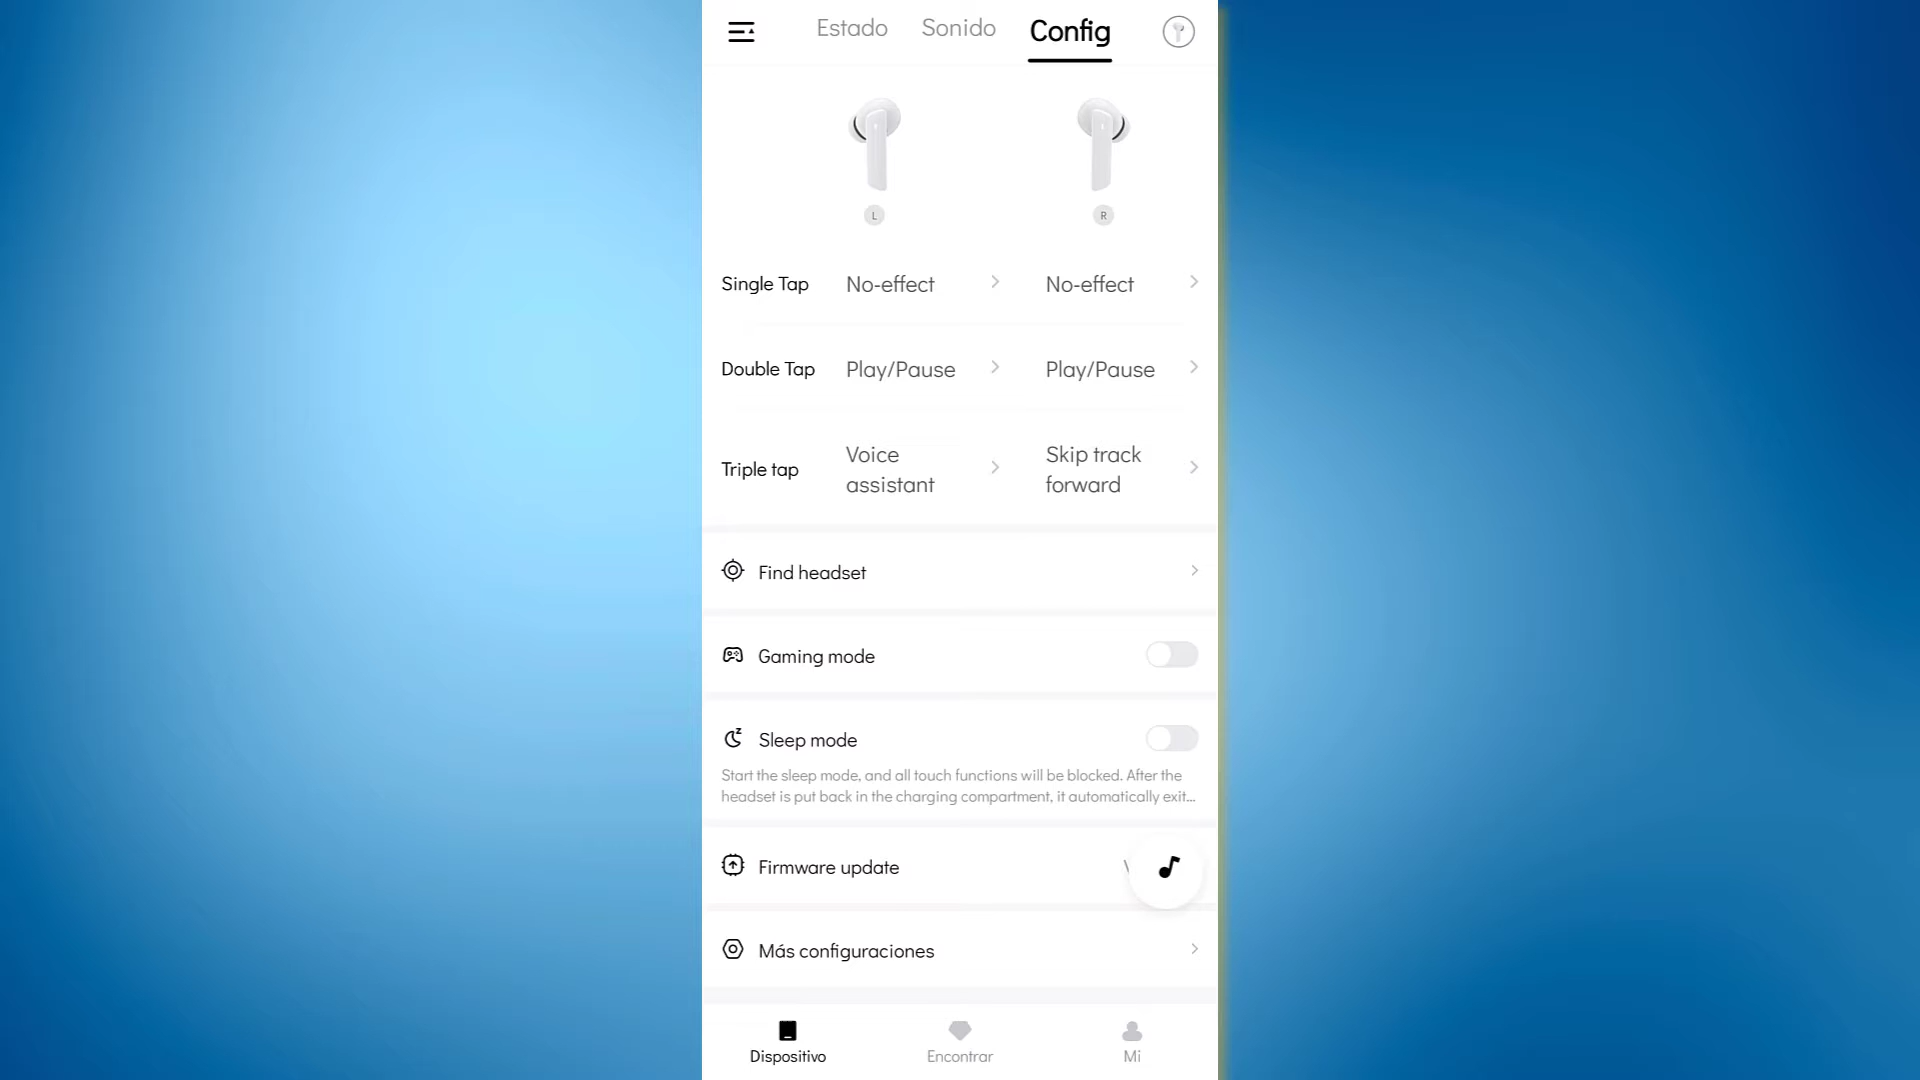 Estado Sonido Config
L R
Single Tap No-effect No-effect
Double Tap Play/Pause Play/Pause
Triple tap Voice assistant Skip track forward
Find headset
Gaming mode
Sleep mode
Start the sleep mode, and all touch functions will be blocked. After the
headset is put back in the charging compartment, it automatically exit...
Firmware update
Más configuraciones
Dispositivo Encontrar Mi